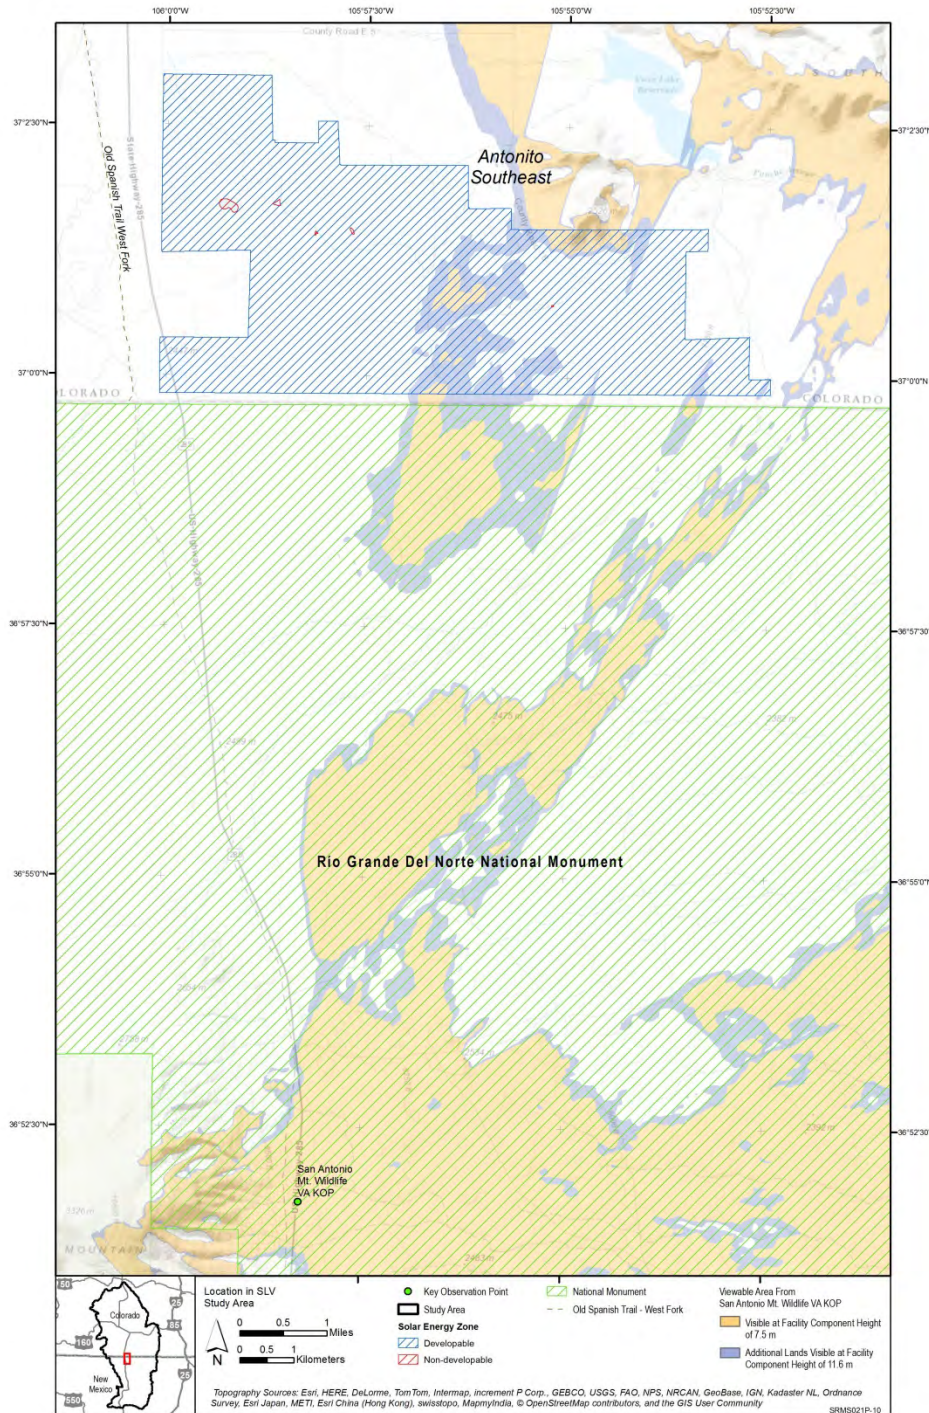 106°0'0"W
105°57'30"W
105°55'0"W
105°52'30"W
County Road E 5
SOUTH
37°2'30"N
37°2'30"N
State-Highway-285
Old Spanish Trail West Fork
Antonito
Southeast
37°0'0"N
37°0'0"N
LORADO
COLORADO
285
US-Highway-285
36°57'30"N
36°57'30"N
2475 m
Rio Grande Del Norte National Monument
36°55'0"N
36°55'0"N
36°52'30"N
36°52'30"N
San Antonio
Mt. Wildlife
VA KOP
MOUNTAIN
Location in SLV
Study Area
0 0.5 1
Miles
0 0.5 1
Kilometers
N
50
25
85
160
25
550
Colorado
New
Mexico
Key Observation Point
Study Area
Solar Energy Zone
Developable
Non-developable
National Monument
Old Spanish Trail - West Fork
Viewable Area From
San Antonio Mt. Wildlife VA KOP
Visible at Facility Component Height
of 7.5 m
Additional Lands Visible at Facility
Component Height of 11.6 m
Topography Sources: Esri, HERE, DeLorme, TomTom, Intermap, increment P Corp., GEBCO, USGS, FAO, NPS, NRCAN, GeoBase, IGN, Kadaster NL, Ordnance
Survey, Esri Japan, METI, Esri China (Hong Kong), swisstopo, MapmyIndia, © OpenStreetMap contributors, and the GIS User Community
SRMS021P-10